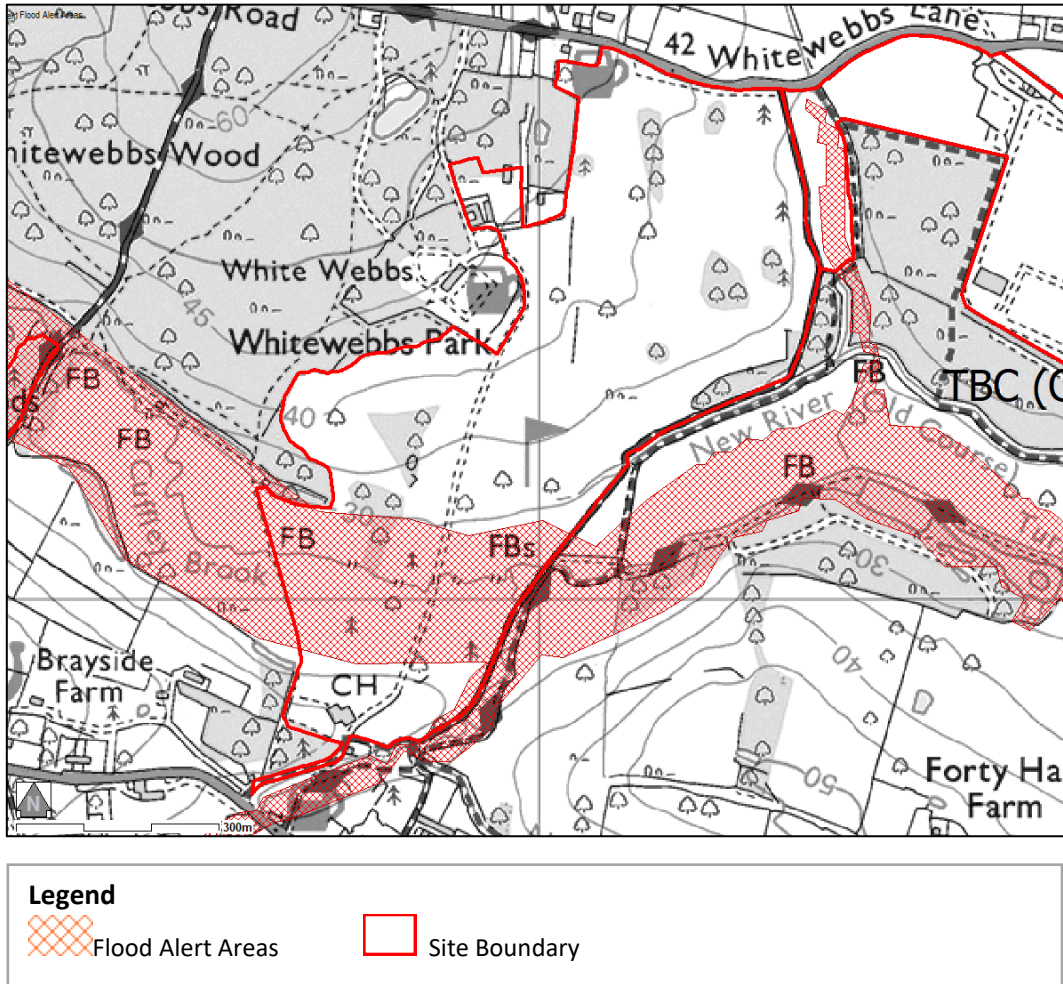 Flood Alert Areas
Road
42 Whitewebbs Lane
60
hitewebbs Wood
White Webbs
45
Whitewebbs Park
FB
ds
FB
TBC (O
40
FB
New River
Old Course)
FB
Cuffley Brook
30
FB
FBs
30
Brayside
Farm
CH
40
50
Forty Ha
Farm
N
300m
Legend
Flood Alert Areas
Site Boundary